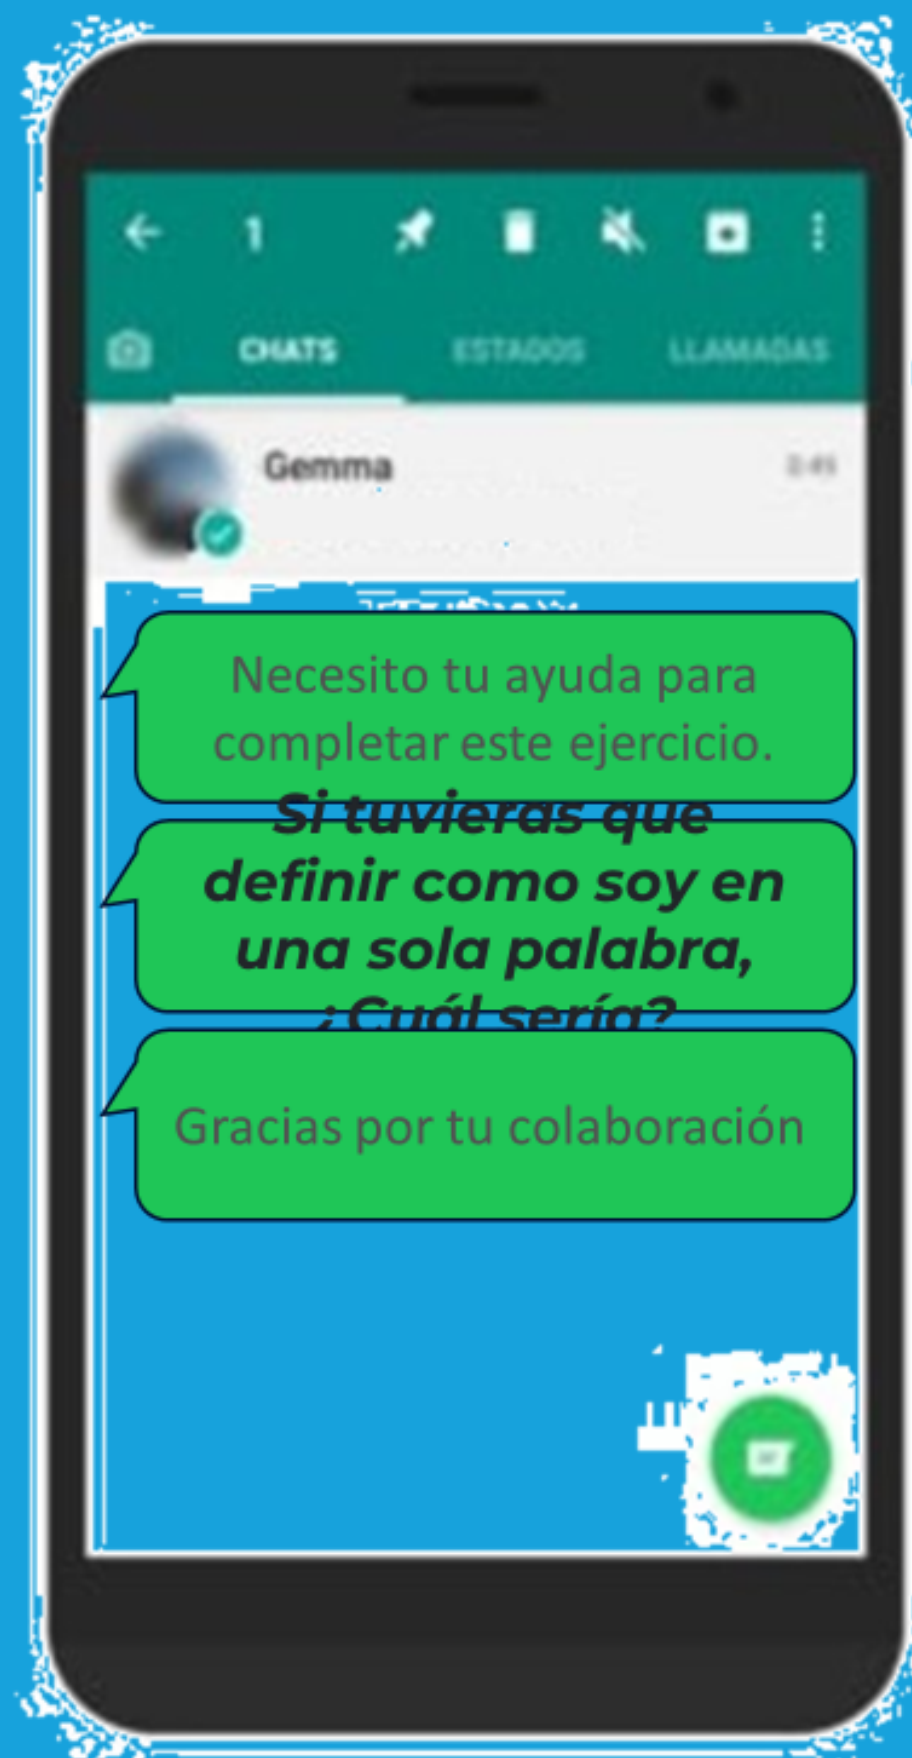 1
CHATS ESTADOS LLAMADAS
Gemma
Necesito tu ayuda para
completar este ejercicio.
Si tuvieras que
definir como soy en
una sola palabra,
¿Cuál sería?
Gracias por tu colaboración